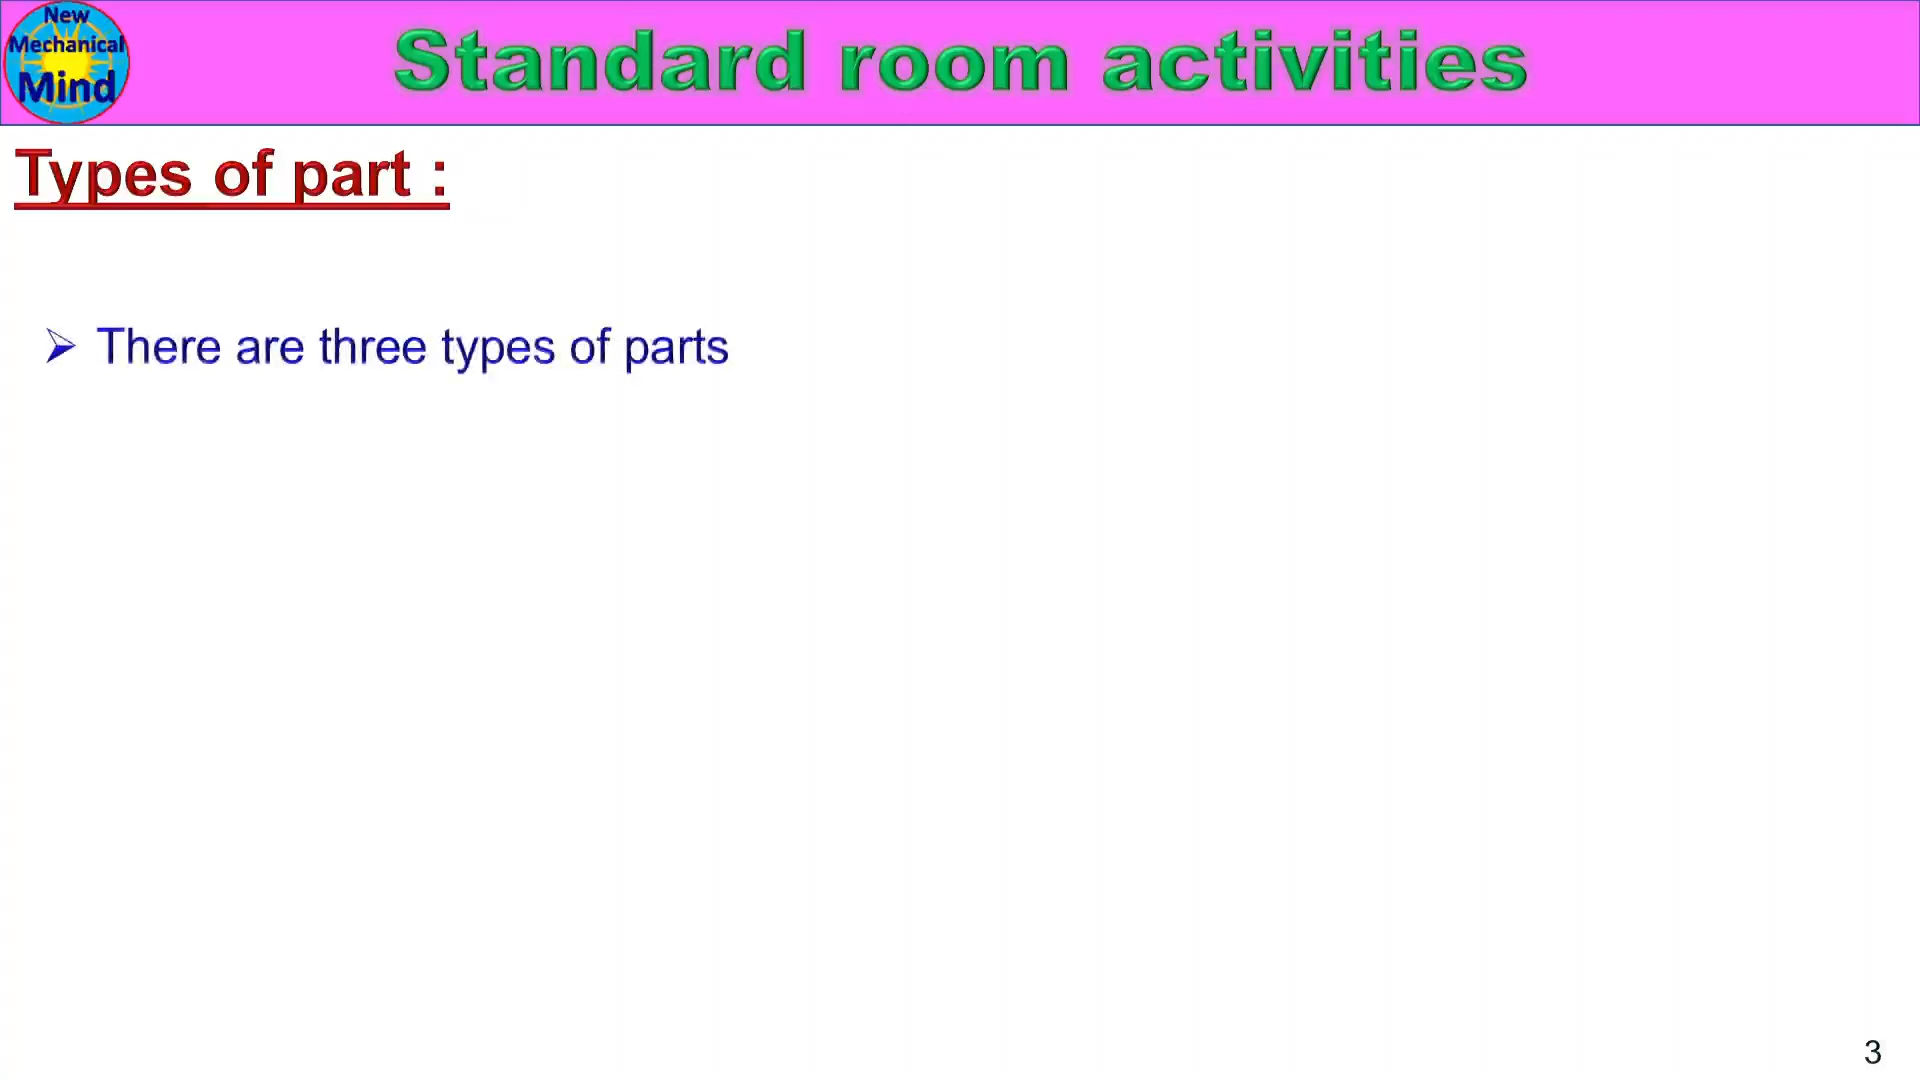 New
Mechanical
Mind
Standard room activities
Types of part :
➢ There are three types of parts
3